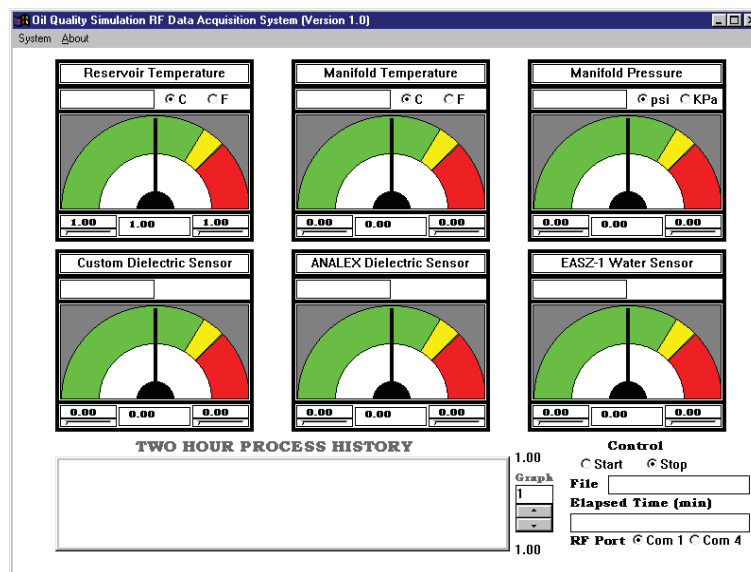 Oil Quality Simulation RF Data Acquisition System (Version 1.0)
System About
Reservoir Temperature
C F
1.00 1.00 1.00
Manifold Temperature
C F
0.00 0.00 0.00
Manifold Pressure
psi KPa
0.00 0.00 0.00
Custom Dielectric Sensor
0.00 0.00 0.00
ANALEX Dielectric Sensor
0.00 0.00 0.00
EASZ-1 Water Sensor
0.00 0.00 0.00
TWO HOUR PROCESS HISTORY
1.00
Graph
1
1.00
Control
Start Stop
File
Elapsed Time (min)
RF Port Com 1 Com 4